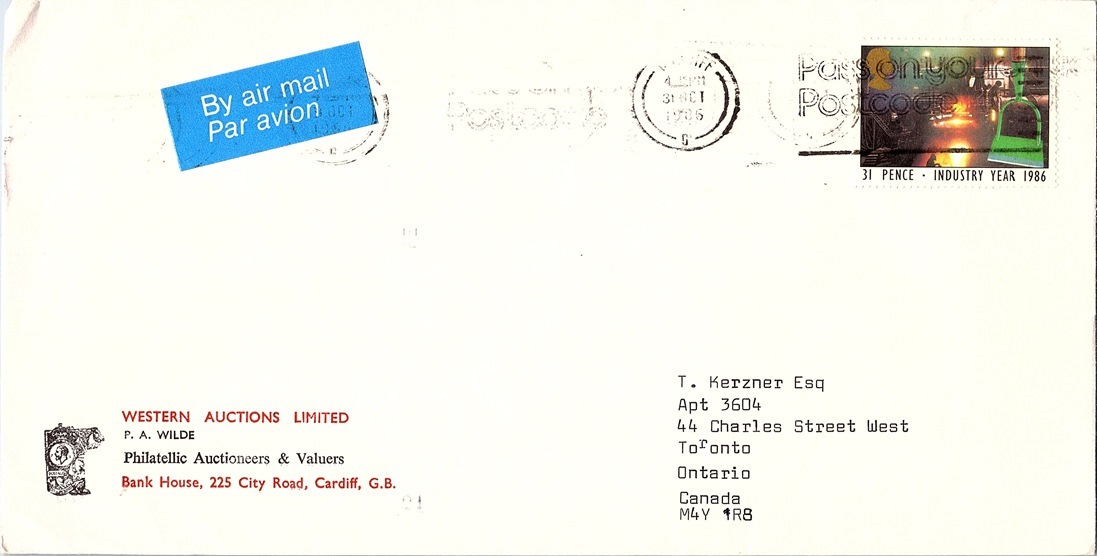 By air mail
Par avion
31 OCT
1986
Pass on your
Postcode
Postcode
31 PENCE · INDUSTRY YEAR 1986
WESTERN AUCTIONS LIMITED
P. A. WILDE
Philatellic Auctioneers & Valuers
Bank House, 225 City Road, Cardiff, G.B.
T. Kerzner Esq
Apt 3604
44 Charles Street West
Toronto
Ontario
Canada
M4Y 1R8